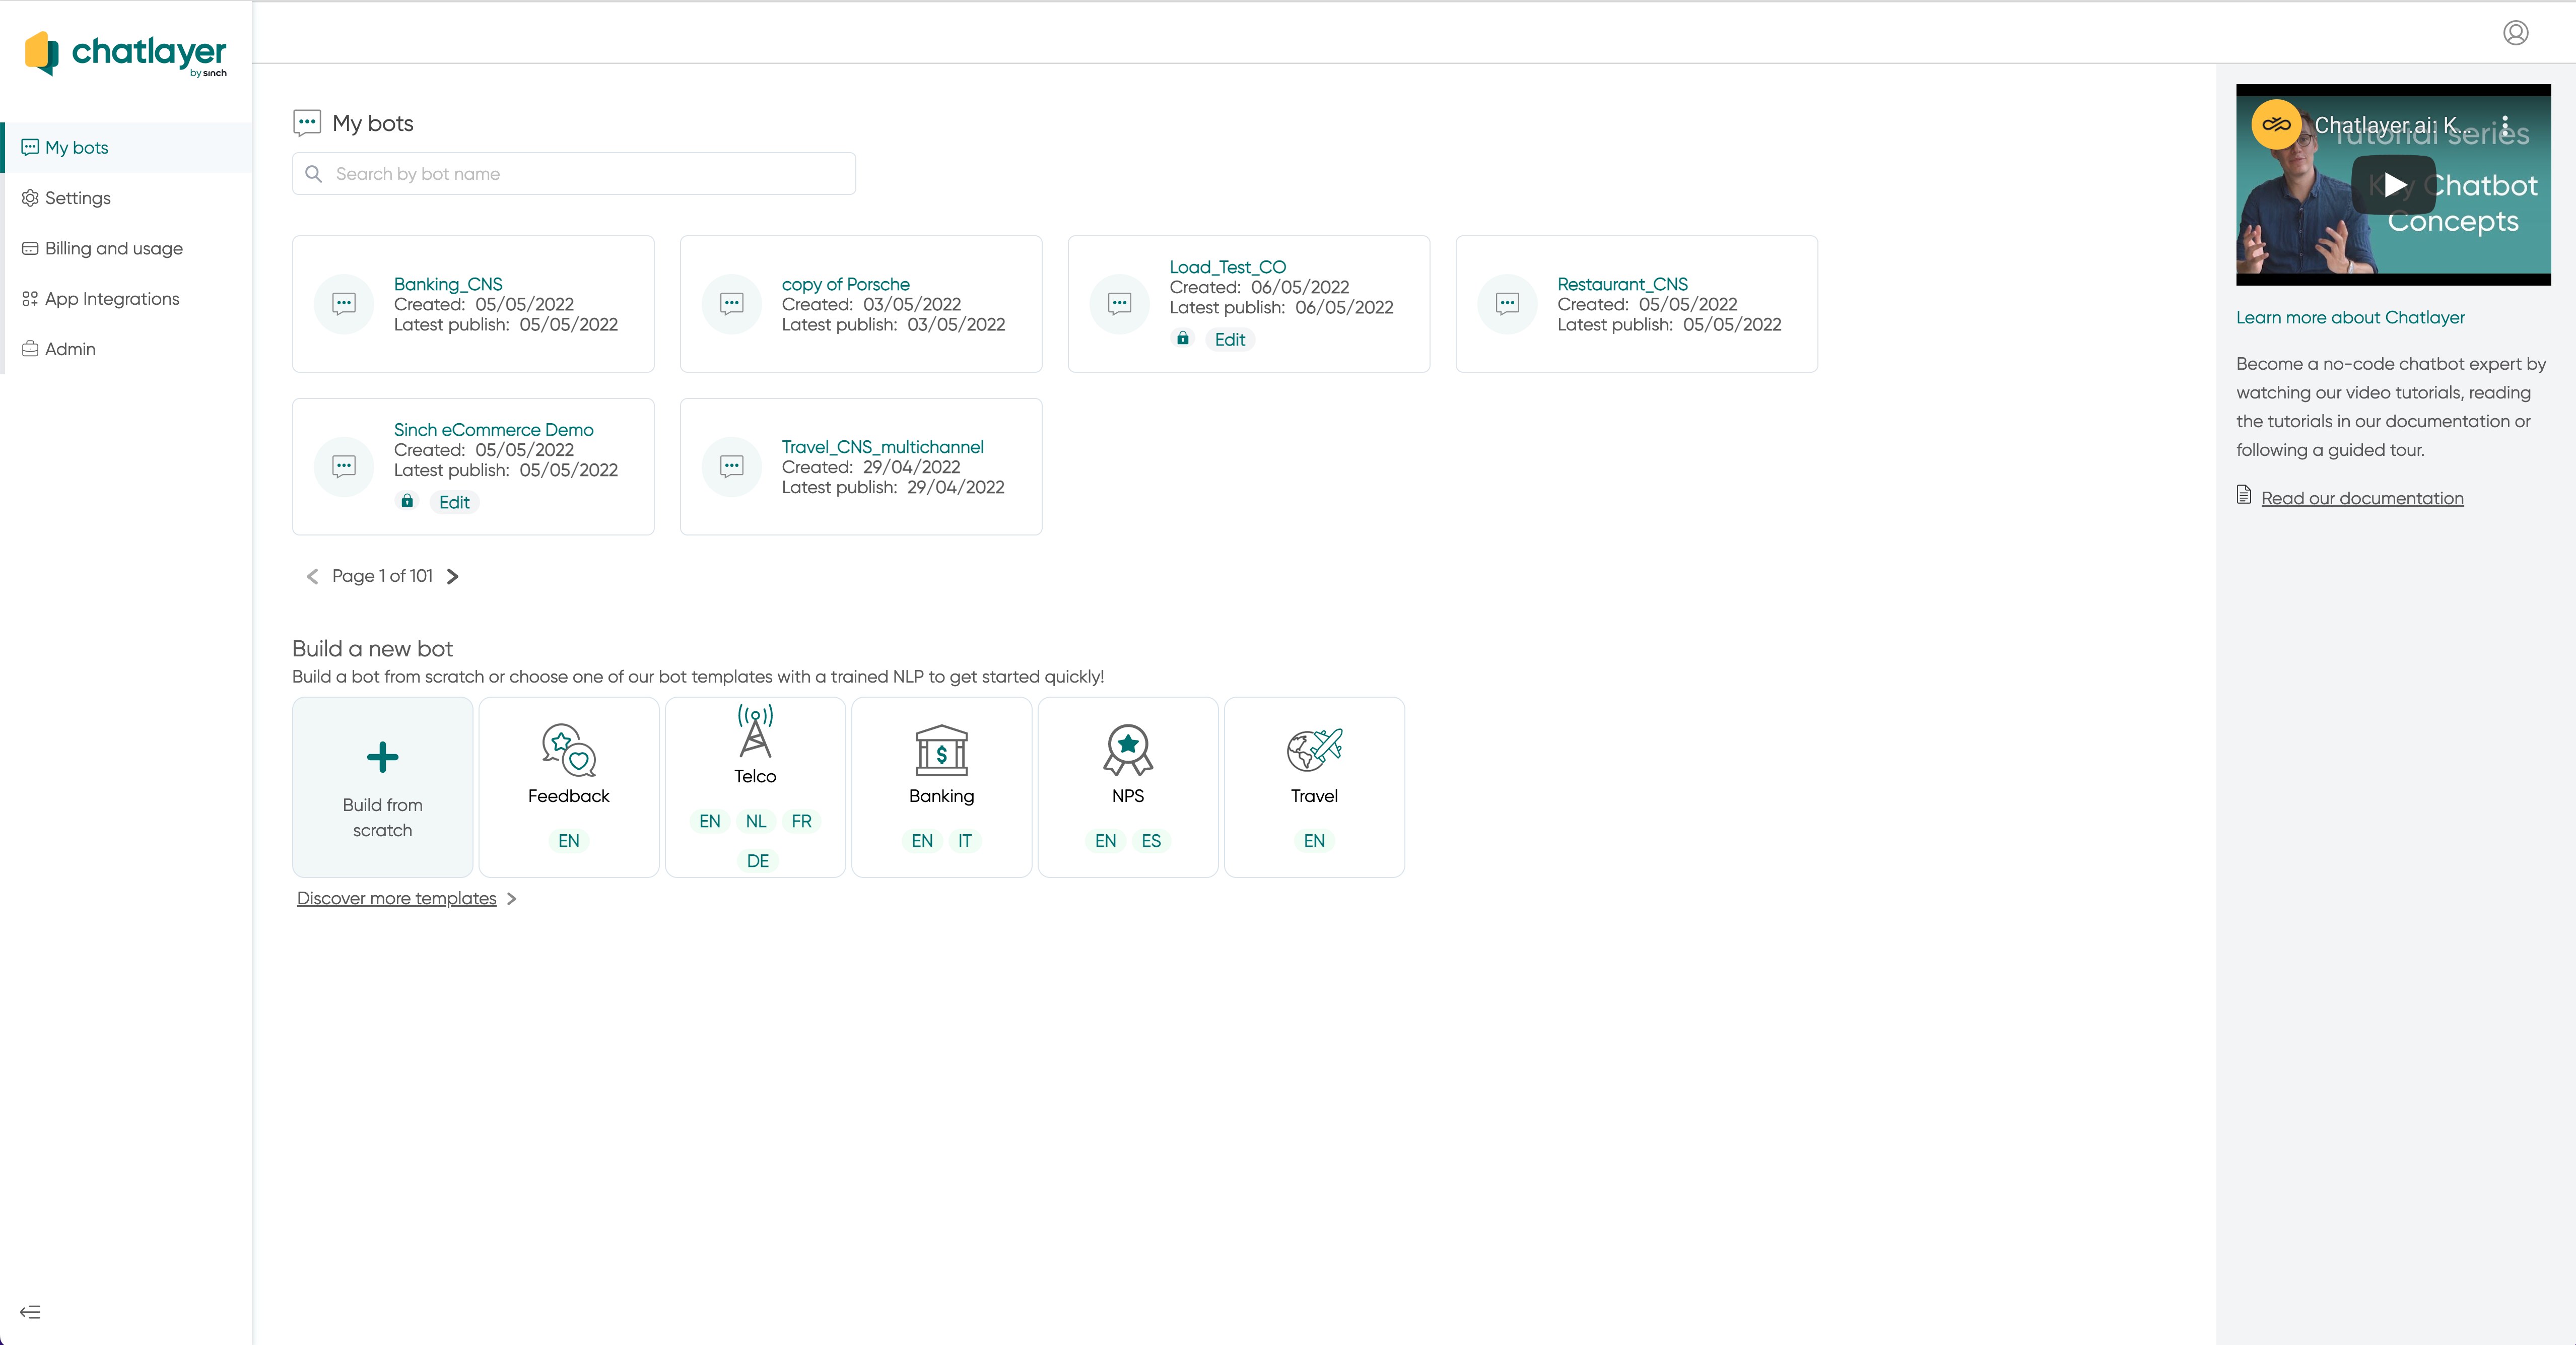 chatlayer
by sinch
My bots
Settings
Billing and usage
App Integrations
Admin
My bots
Search by bot name
Banking_CNS
Created: 05/05/2022
Latest publish: 05/05/2022
copy of Porsche
Created: 03/05/2022
Latest publish: 03/05/2022
Load_Test_CO
Created: 06/05/2022
Latest publish: 06/05/2022
Edit
Restaurant_CNS
Created: 05/05/2022
Latest publish: 05/05/2022
Sinch eCommerce Demo
Created: 05/05/2022
Latest publish: 05/05/2022
Edit
Travel_CNS_multichannel
Created: 29/04/2022
Latest publish: 29/04/2022
Page 1 of 101
Build a new bot
Build a bot from scratch or choose one of our bot templates with a trained NLP to get started quickly!
Build from
scratch
Feedback
EN
Telco
EN NL FR
DE
Banking
EN IT
NPS
EN ES
Travel
EN
Discover more templates
Chatlayer.ai: K...
Tutorial series
Key Chatbot
Concepts
Learn more about Chatlayer
Become a no-code chatbot expert by
watching our video tutorials, reading
the tutorials in our documentation or
following a guided tour.
Read our documentation